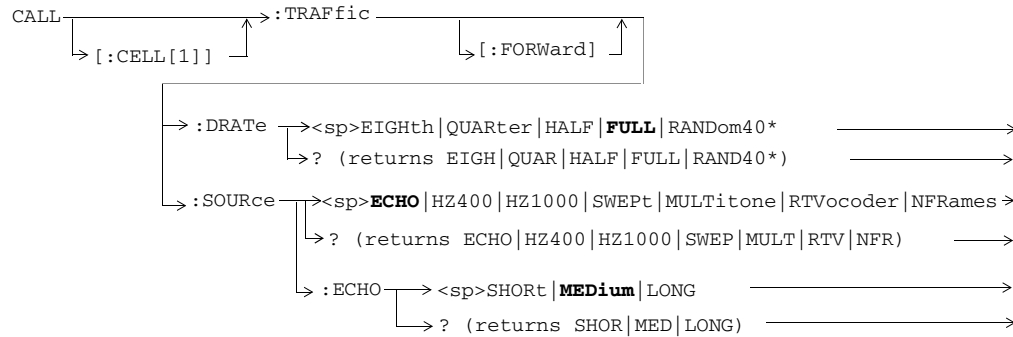 CALL :TRAFfic
[:CELL[1]] [:FORWard]
:DRATe <sp>EIGHth|QUARter|HALF|FULL|RANDom40*
? (returns EIGH|QUAR|HALF|FULL|RAND40*)
:SOURce <sp>ECHO|HZ400|HZ1000|SWEPt|MULTitone|RTVocoder|NFRames
? (returns ECHO|HZ400|HZ1000|SWEP|MULT|RTV|NFR)
:ECHO <sp>SHORt|MEDium|LONG
? (returns SHOR|MED|LONG)